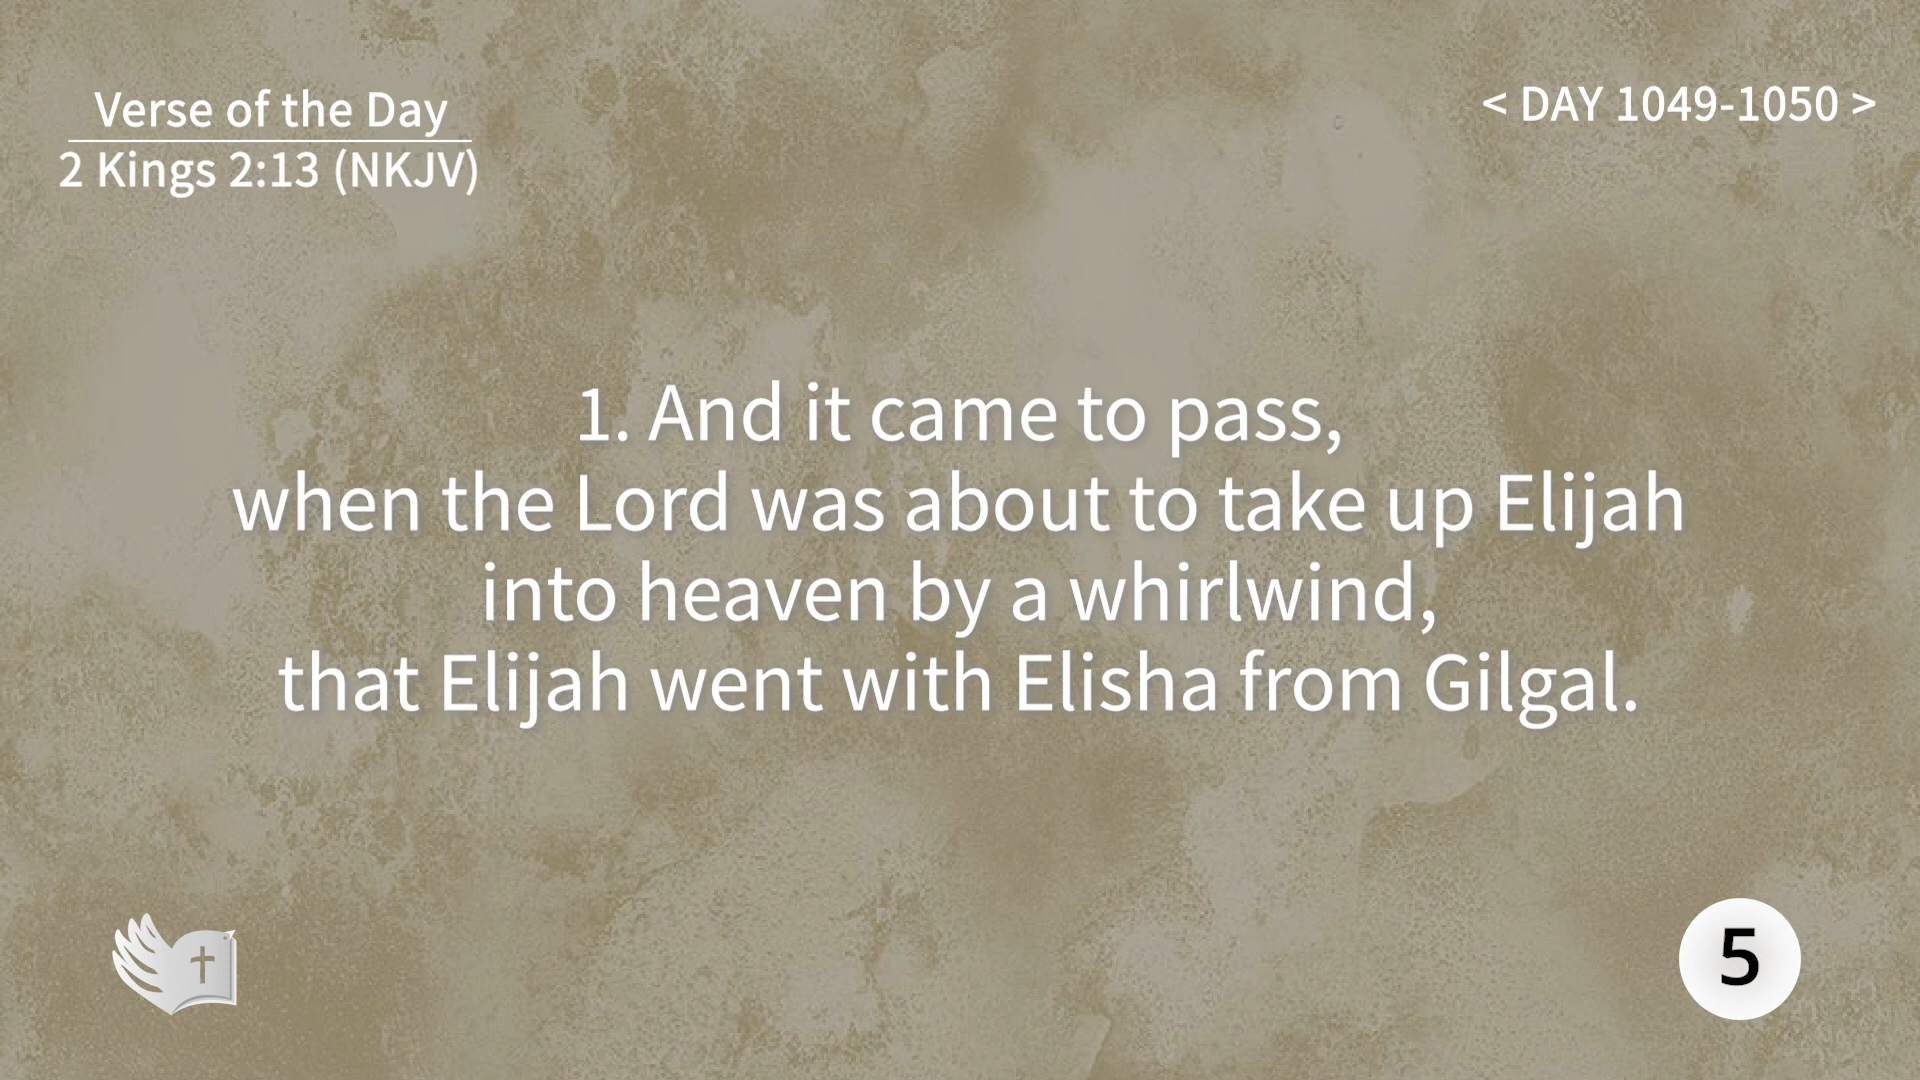 Verse of the Day
2 Kings 2:13 (NKJV)
< DAY 1049-1050 >
1. And it came to pass,
when the Lord was about to take up Elijah
into heaven by a whirlwind,
that Elijah went with Elisha from Gilgal.
5